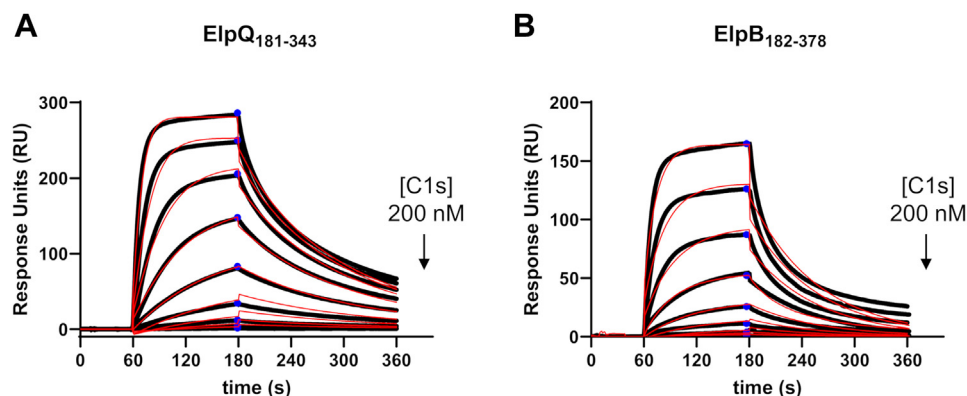 A
ElpQ181-343
Response Units (RU)
300
200
100
0
0 60 120 180 240 300 360
time (s)
[C1s]
200 nM
B
ElpB182-378
Response Units (RU)
200
150
100
50
0
0 60 120 180 240 300 360
time (s)
[C1s]
200 nM